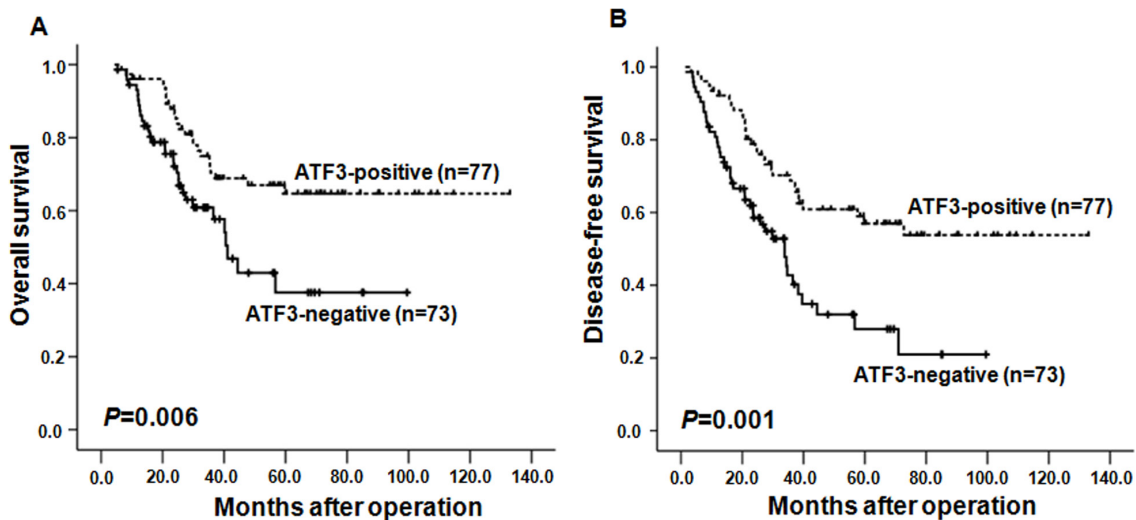 A
Overall survival
1.0
0.8
0.6
0.4
0.2
0.0
ATF3-positive (n=77)
ATF3-negative (n=73)
P=0.006
0.0 20.0 40.0 60.0 80.0 100.0 120.0 140.0
Months after operation
B
Disease-free survival
1.0
0.8
0.6
0.4
0.2
0.0
ATF3-positive (n=77)
ATF3-negative (n=73)
P=0.001
0.0 20.0 40.0 60.0 80.0 100.0 120.0 140.0
Months after operation